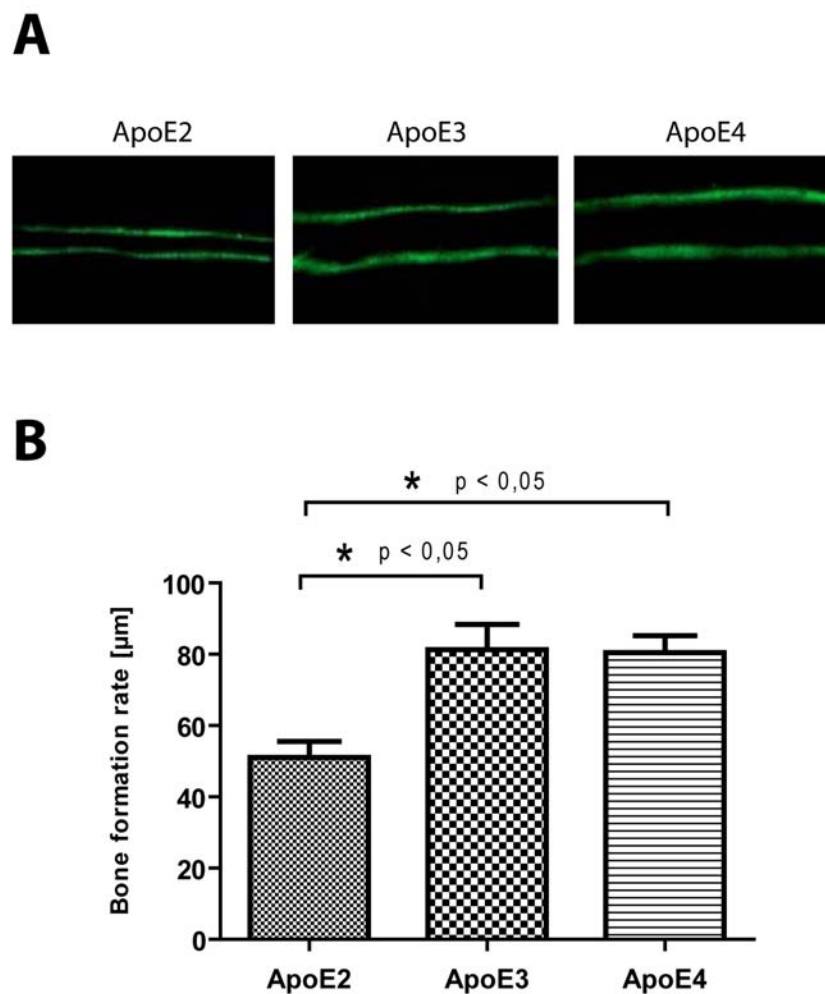 A
ApoE2 ApoE3 ApoE4
B
* p < 0,05
* p < 0,05
Bone formation rate [µm]
100
80
60
40
20
0
ApoE2 ApoE3 ApoE4